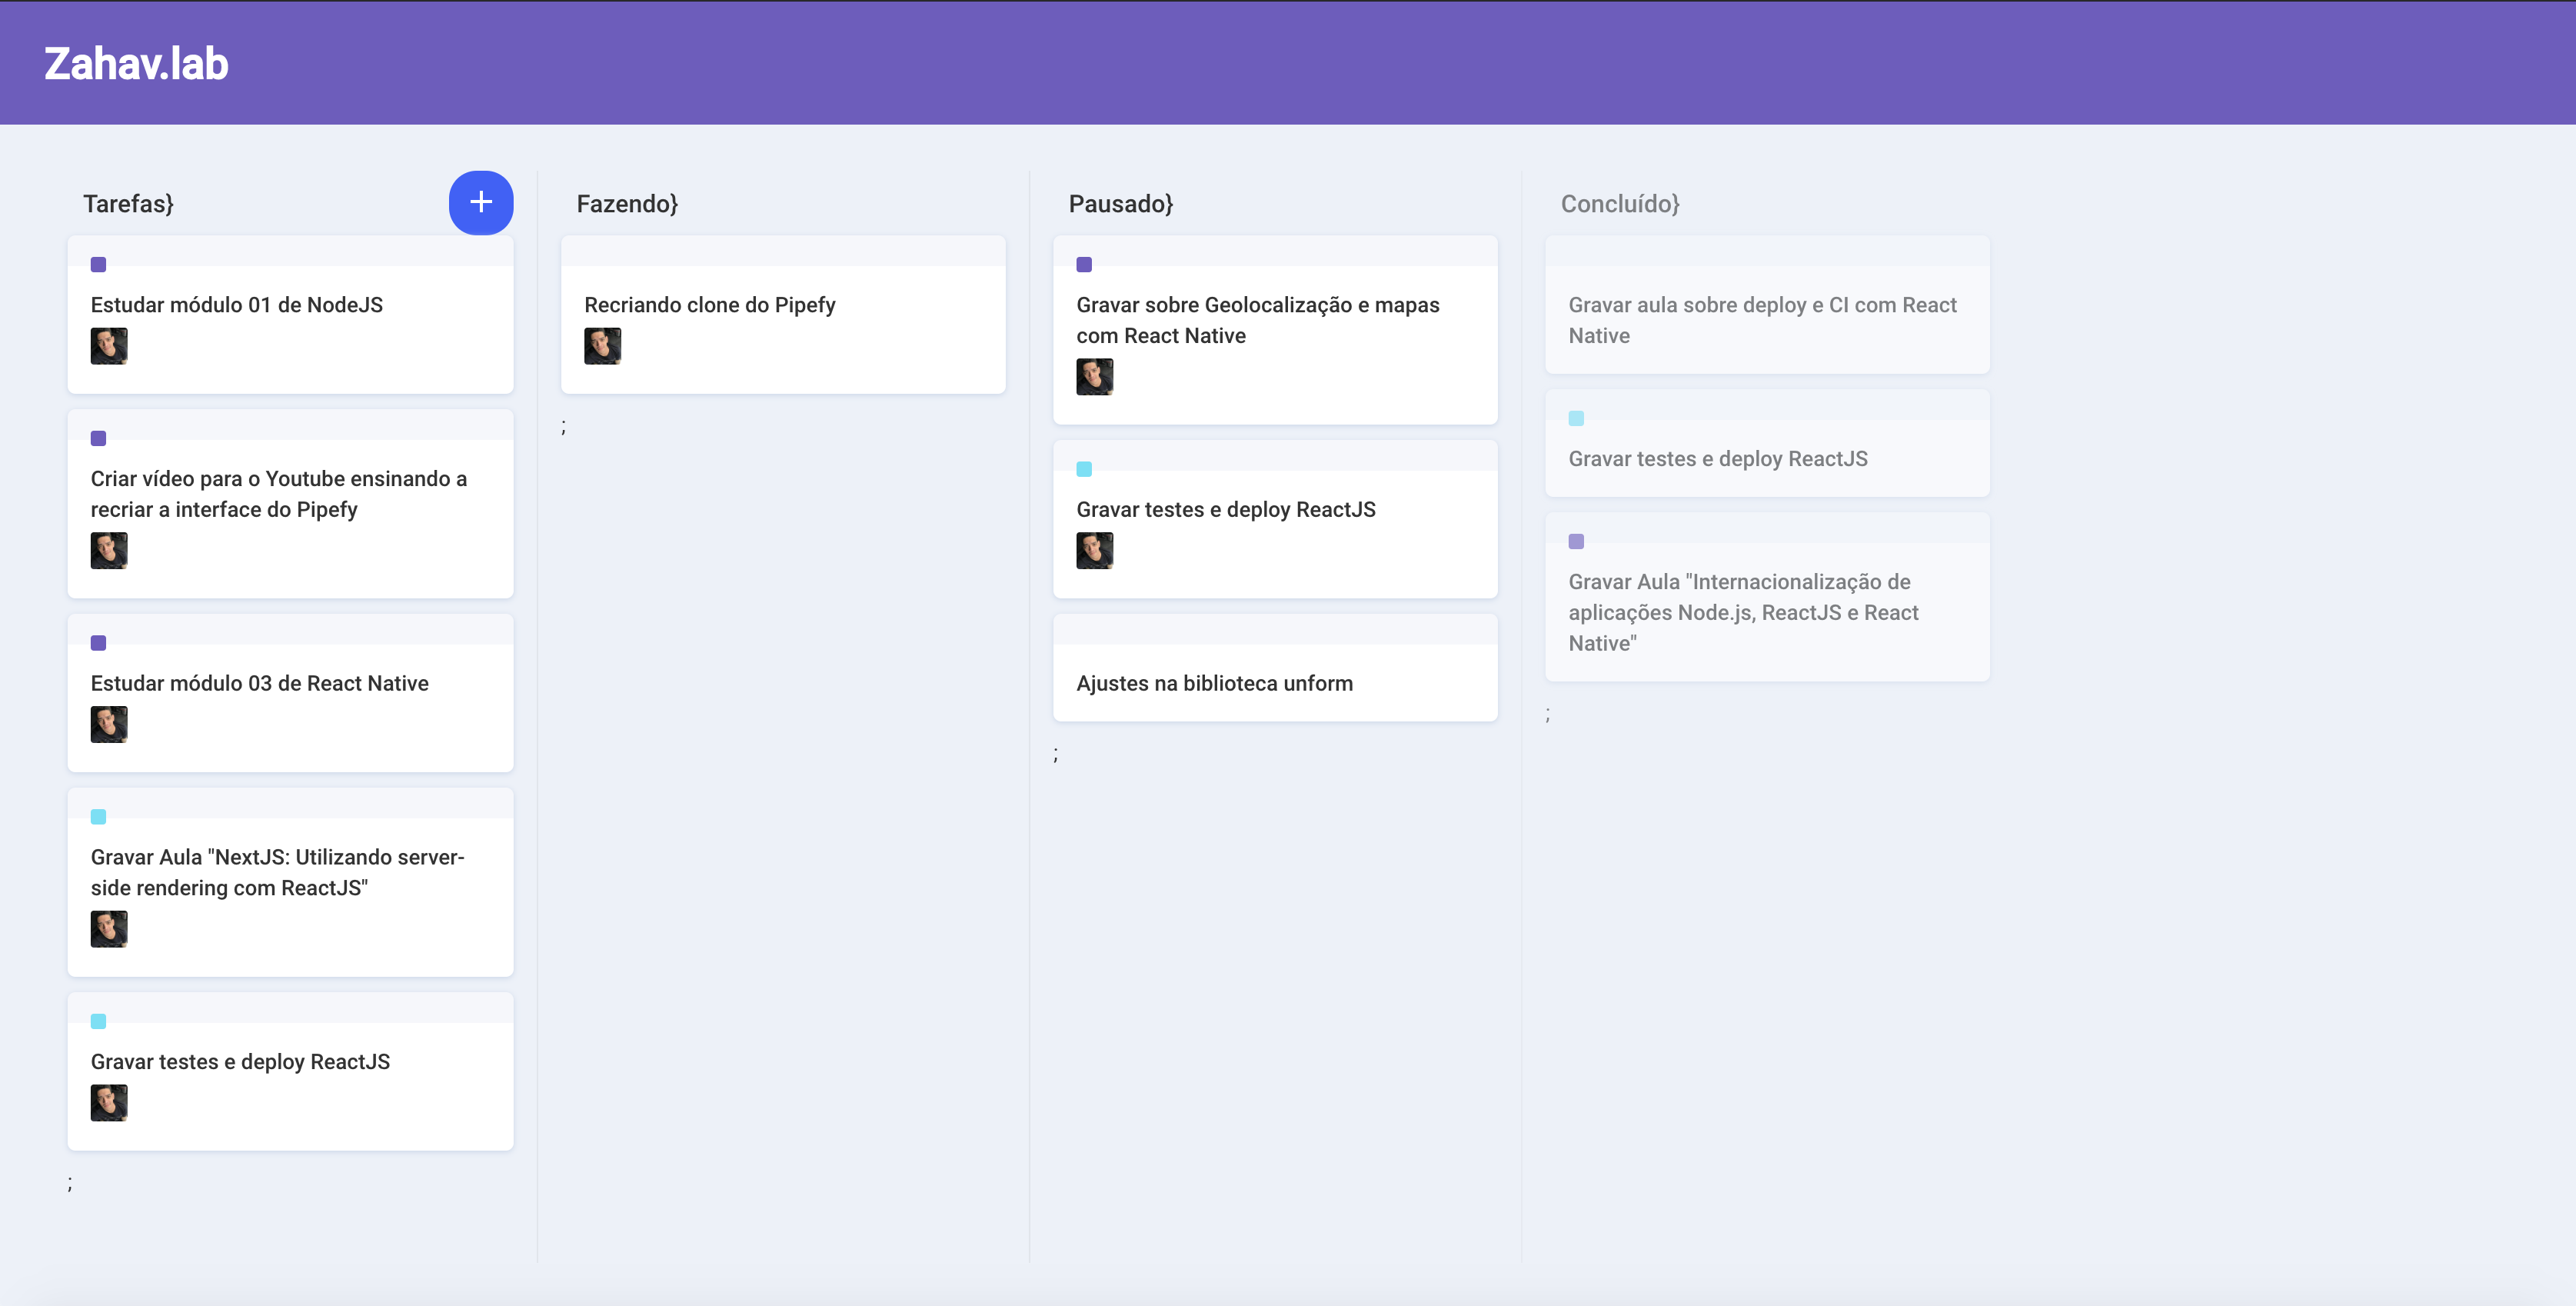 Zahav.lab
Tarefas}
+
Estudar módulo 01 de NodeJS
Criar vídeo para o Youtube ensinando a
recriar a interface do Pipefy
Estudar módulo 03 de React Native
Gravar Aula "NextJS: Utilizando server-
side rendering com ReactJS"
Gravar testes e deploy ReactJS
;
Fazendo}
Recriando clone do Pipefy
;
Pausado}
Gravar sobre Geolocalização e mapas
com React Native
Gravar testes e deploy ReactJS
Ajustes na biblioteca unform
;
Concluído}
Gravar aula sobre deploy e CI com React
Native
Gravar testes e deploy ReactJS
Gravar Aula "Internacionalização de
aplicações Node.js, ReactJS e React
Native"
;